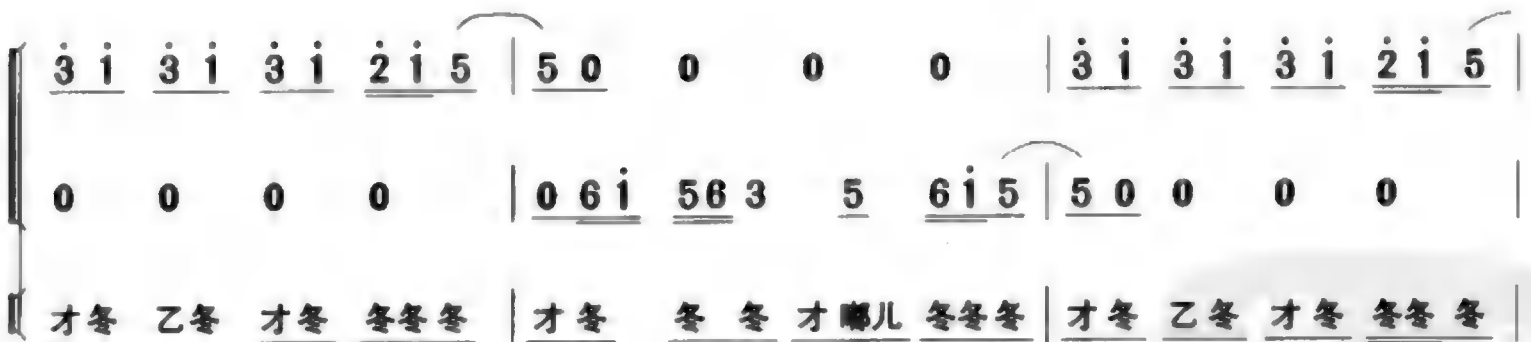 3̇ 1̇ 3̇ 1̇ 3̇ 1̇ 2̇ 1̇ 5 | 5 0 0 0 0 | 3̇ 1̇ 3̇ 1̇ 3̇ 1̇ 2̇ 1̇ 5 |
0 0 0 0 | 0 6 1̇ 5 6 3 5 6 1̇ 5 | 5 0 0 0 0 |
才冬 乙冬 才冬 冬冬冬 | 才冬 冬冬 才嘟儿 冬冬冬 | 才冬 乙冬 才冬 冬冬冬 |